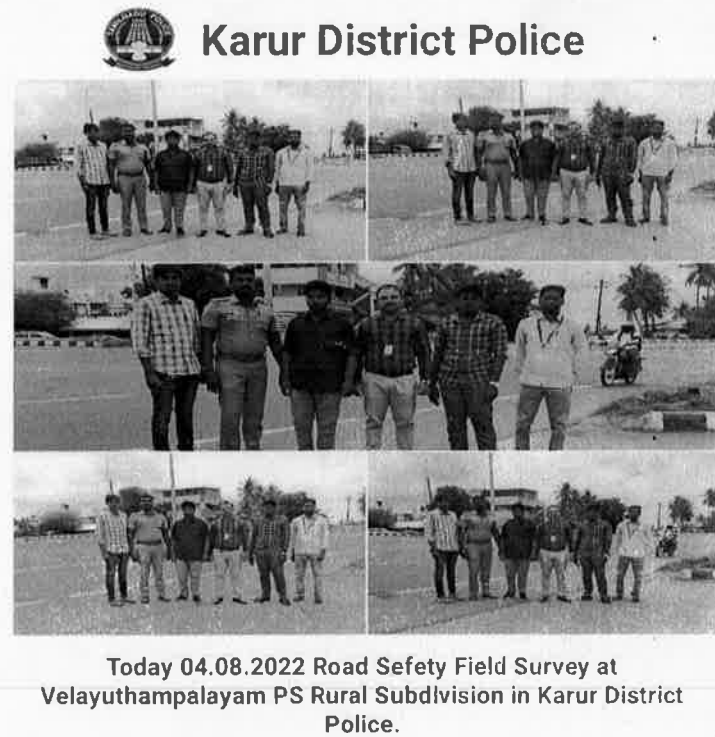 Karur District Police
Today 04.08.2022 Road Sefety Field Survey at
Velayuthampalayam PS Rural Subdivision in Karur District
Police.